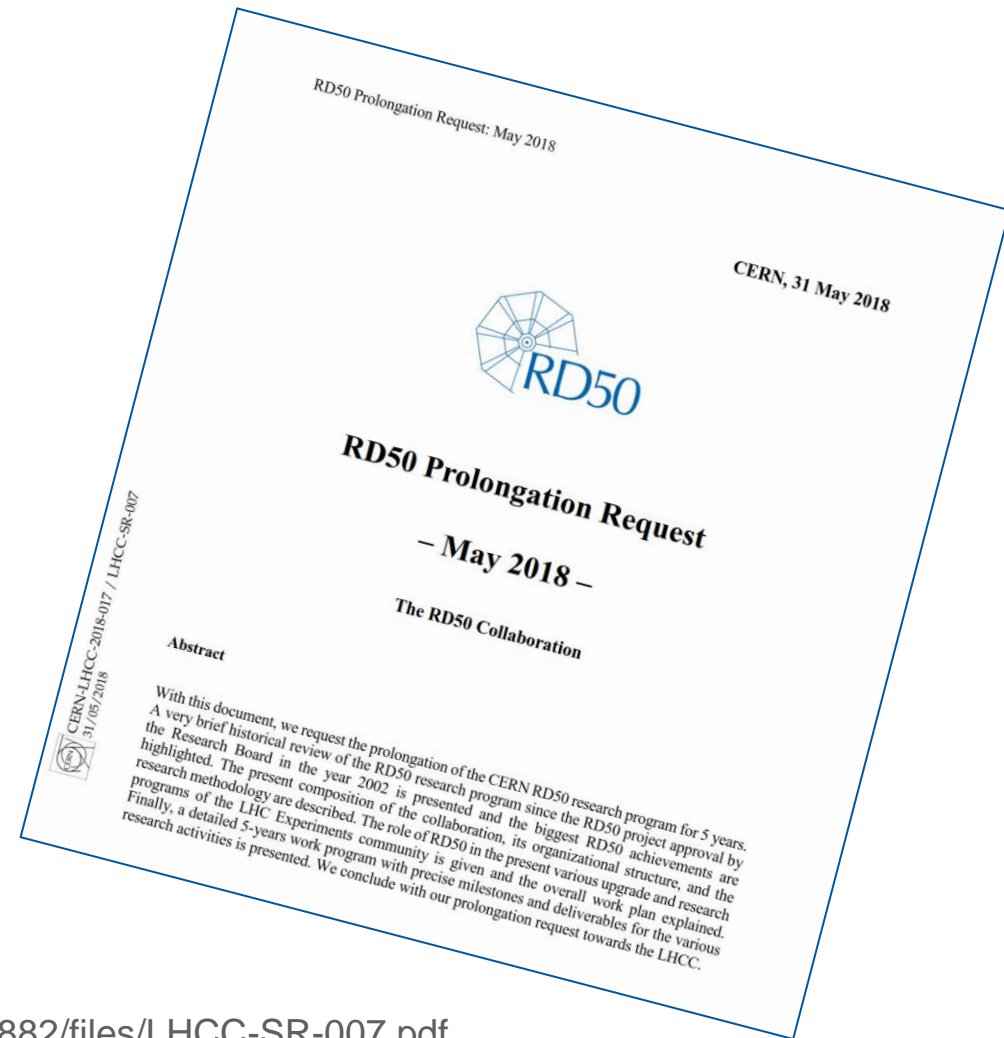 RD50 Prolongation Request: May 2018
CERN, 31 May 2018
RD50
RD50 Prolongation Request
– May 2018 –
The RD50 Collaboration
CERN-LHCC-2018-017 / LHCC-SR-007
31/05/2018
Abstract
With this document, we request the prolongation of the CERN RD50 research program for 5 years.
A very brief historical review of the RD50 research program since the RD50 project approval by
the Research Board in the year 2002 is presented and the biggest RD50 achievements are
highlighted. The present composition of the collaboration, its organizational structure, and the
research methodology are described. The role of RD50 in the present various upgrade and research
programs of the LHC Experiments community is given and the overall work plan explained.
Finally, a detailed 5-years work program with precise milestones and deliverables for the various
research activities is presented. We conclude with our prolongation request towards the LHCC.
882/files/LHCC-SR-007.pdf